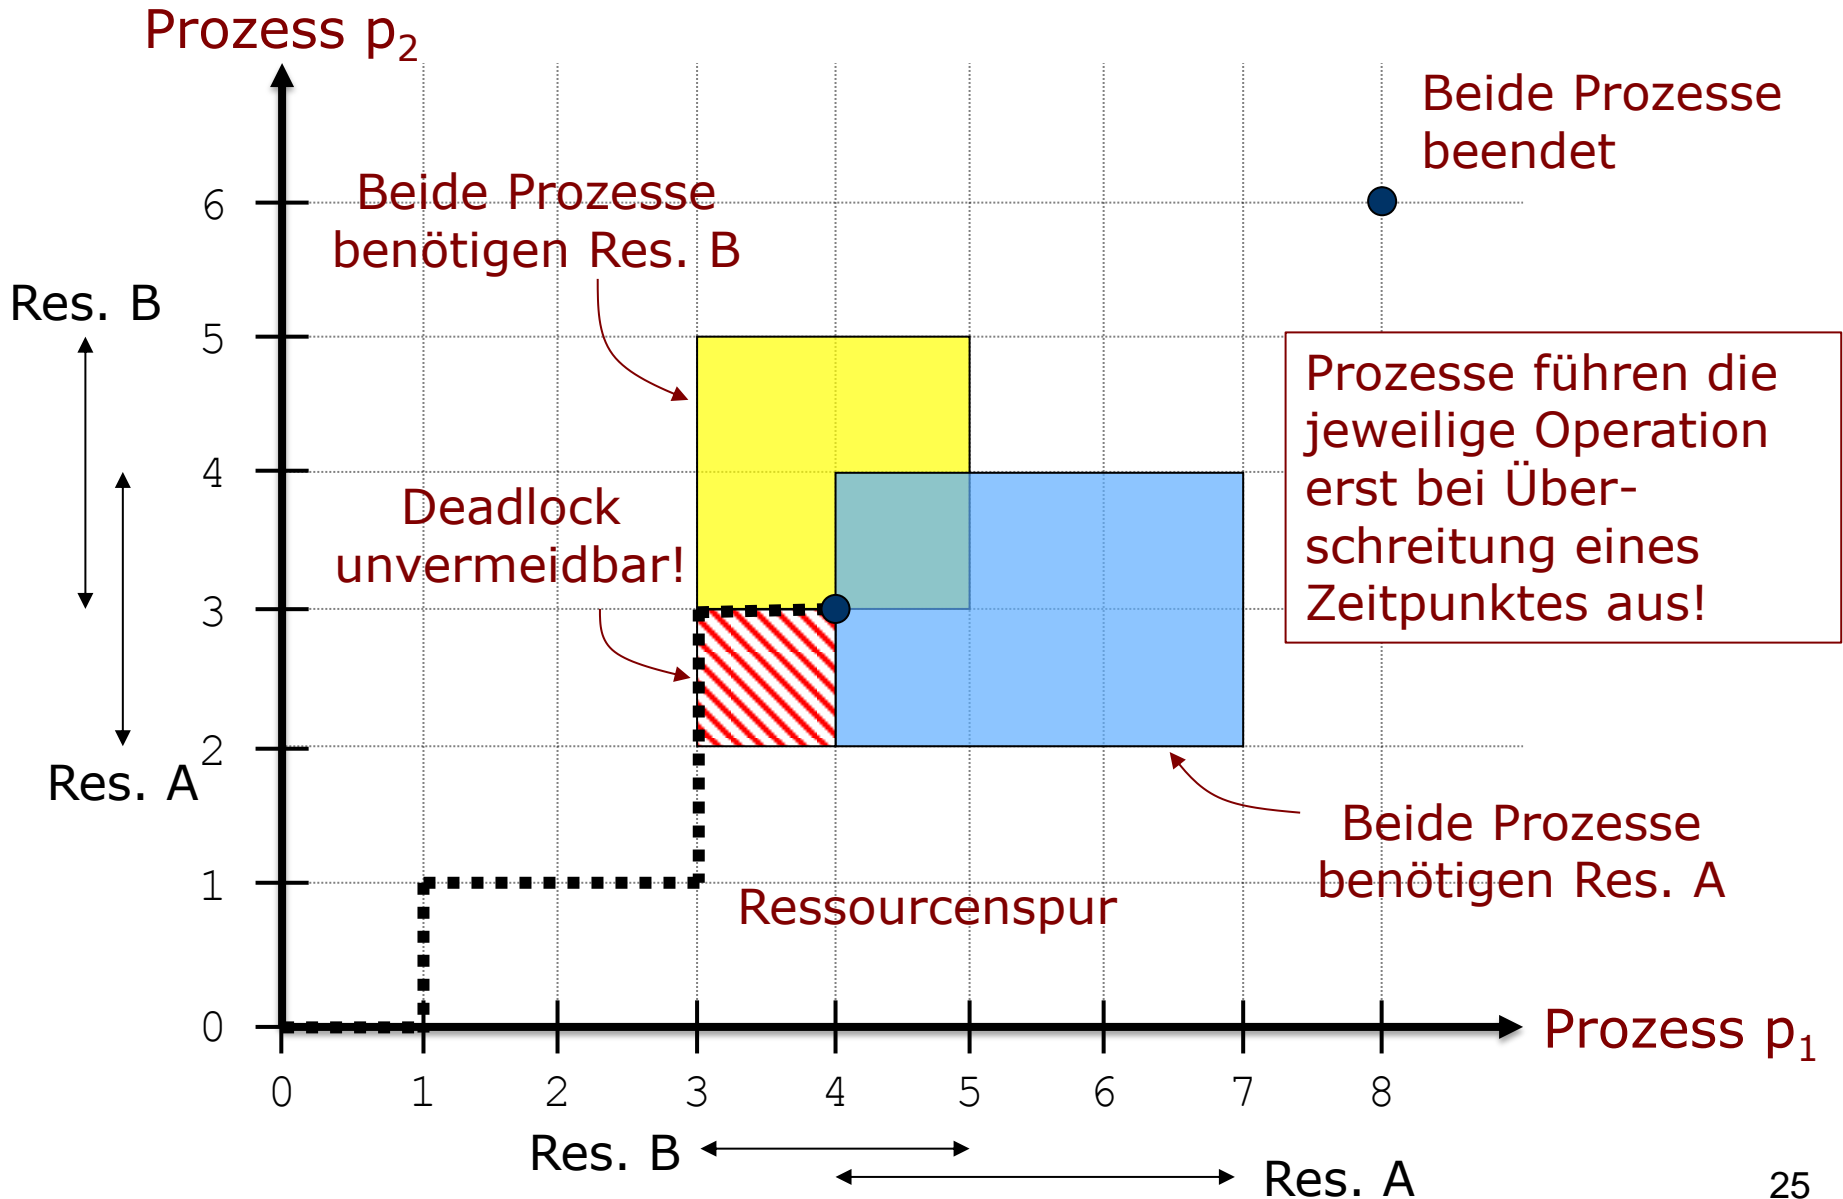 Prozess p2
Beide Prozesse
beendet
Beide Prozesse
benötigen Res. B
6
Res. B
5
Prozesse führen die
jeweilige Operation
erst bei Über-
schreitung eines
Zeitpunktes aus!
4
Deadlock
unvermeidbar!
3
2
Res. A
Beide Prozesse
benötigen Res. A
1
Ressourcenspur
0
Prozess p1
0 1 2 3 4 5 6 7 8
Res. B
Res. A
25